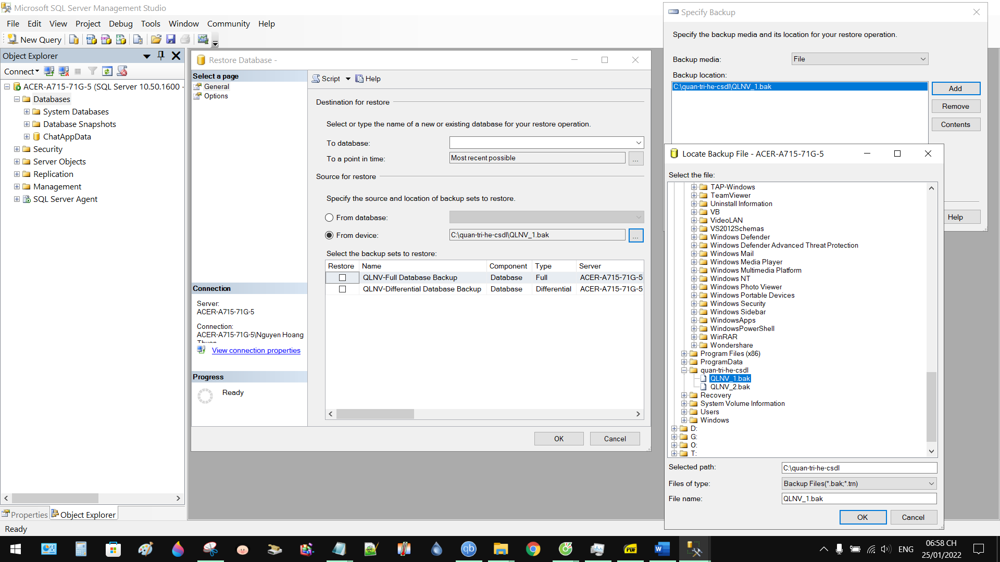 Microsoft SQL Server Management Studio
File Edit View Project Debug Tools Window Community Help
New Query
Object Explorer
Connect
ACER-A715-71G-5 (SQL Server 10.50.1600 -
Databases
System Databases
Database Snapshots
ChatAppData
Security
Server Objects
Replication
Management
SQL Server Agent
Properties
Object Explorer
Ready
Restore Database -
Select a page
General
Options
Connection
Server:
ACER-A715-71G-5
Connection:
ACER-A715-71G-5\Nguyen Hoang
View connection properties
Progress
Ready
Script Help
Destination for restore
Select or type the name of a new or existing database for your restore operation.
To database:
To a point in time: Most recent possible ...
Source for restore
Specify the source and location of backup sets to restore.
From database:
From device: C:\quan-tri-he-csdl\QLNV_1.bak ...
Select the backup sets to restore:
Restore Name Component Type Server
QLNV-Full Database Backup Database Full ACER-A715-71G-5
QLNV-Differential Database Backup Database Differential ACER-A715-71G-5
OK Cancel
Specify Backup
Specify the backup media and its location for your restore operation.
Backup media: File
Backup location:
C:\quan-tri-he-csdl\QLNV_1.bak
Add
Remove
Contents
Help
Locate Backup File - ACER-A715-71G-5
Select the file:
TAP-Windows
TeamViewer
Uninstall Information
VB
VideoLAN
VS2012Schemas
Windows Defender
Windows Defender Advanced Threat Protection
Windows Mail
Windows Media Player
Windows Multimedia Platform
Windows NT
Windows Photo Viewer
Windows Portable Devices
Windows Security
Windows Sidebar
WindowsApps
WindowsPowerShell
WinRAR
Wondershare
Program Files (x86)
ProgramData
quan-tri-he-csdl
QLNV_1.bak
QLNV_2.bak
Recovery
System Volume Information
Users
Windows
D:
G:
O:
T:
Selected path: C:\quan-tri-he-csdl
Files of type: Backup Files(*.bak;*.trn)
File name: QLNV_1.bak
OK Cancel
qb
PDF
ENG
06:58 CH
25/01/2022